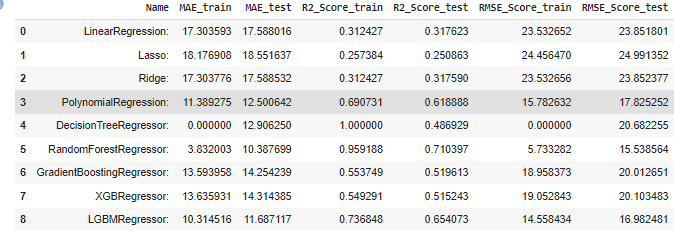 Name MAE_train MAE_test R2_Score_train R2_Score_test RMSE_Score_train RMSE_Score_test
0 LinearRegression: 17.303593 17.588016 0.312427 0.317623 23.532652 23.851801
1 Lasso: 18.176908 18.551637 0.257384 0.250863 24.456470 24.991352
2 Ridge: 17.303776 17.588532 0.312427 0.317590 23.532656 23.852377
3 PolynomialRegression: 11.389275 12.500642 0.690731 0.618888 15.782632 17.825252
4 DecisionTreeRegressor: 0.000000 12.906250 1.000000 0.486929 0.000000 20.682255
5 RandomForestRegressor: 3.832003 10.387699 0.959188 0.710397 5.733282 15.538564
6 GradientBoostingRegressor: 13.593958 14.254239 0.553749 0.519613 18.958373 20.012651
7 XGBRegressor: 13.635931 14.314385 0.549291 0.515243 19.052843 20.103483
8 LGBMRegressor: 10.314516 11.687117 0.736848 0.654073 14.558434 16.982481